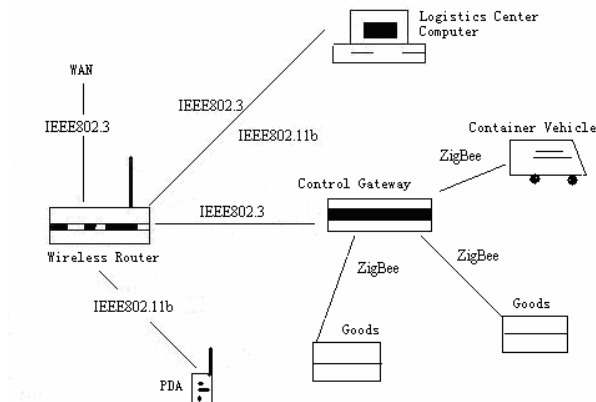 Logistics Center
Computer
WAN
IEEE802.3
IEEE802.3
IEEE802.11b
Container Vehicle
ZigBee
Control Gateway
IEEE802.3
Wireless Router
ZigBee
ZigBee
IEEE802.11b
Goods
Goods
PDA